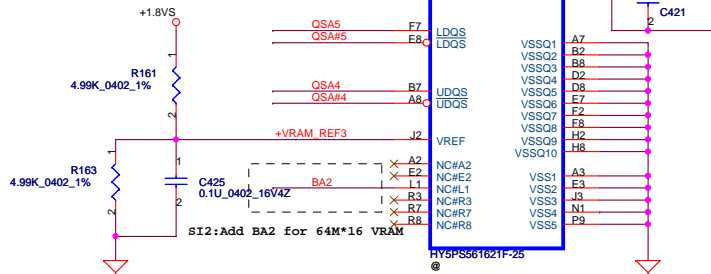 +1.8VS
C421
2
QSA5 F7 LDQS
QSA#5 E8 LDQS
QSA4 B7 UDQS
QSA#4 A8 UDQS
+VRAM_REF3 J2 VREF
A2 NC#A2
E2 NC#E2
BA2 L1 NC#L1
R3 NC#R3
R7 NC#R7
R8 NC#R8
VSSQ1 A7
VSSQ2 B2
VSSQ3 B8
VSSQ4 D2
VSSQ5 D8
VSSQ6 E7
VSSQ7 F2
VSSQ8 F8
VSSQ9 H2
VSSQ10 H8
VSS1 A3
VSS2 E3
VSS3 J3
VSS4 N1
VSS5 P9
1
R161
4.99K_0402_1%
2
1
R163
4.99K_0402_1%
2
1
C425
0.1U_0402_16V4Z
2
SI2:Add BA2 for 64M*16 VRAM
HY5PS561621F-25
@